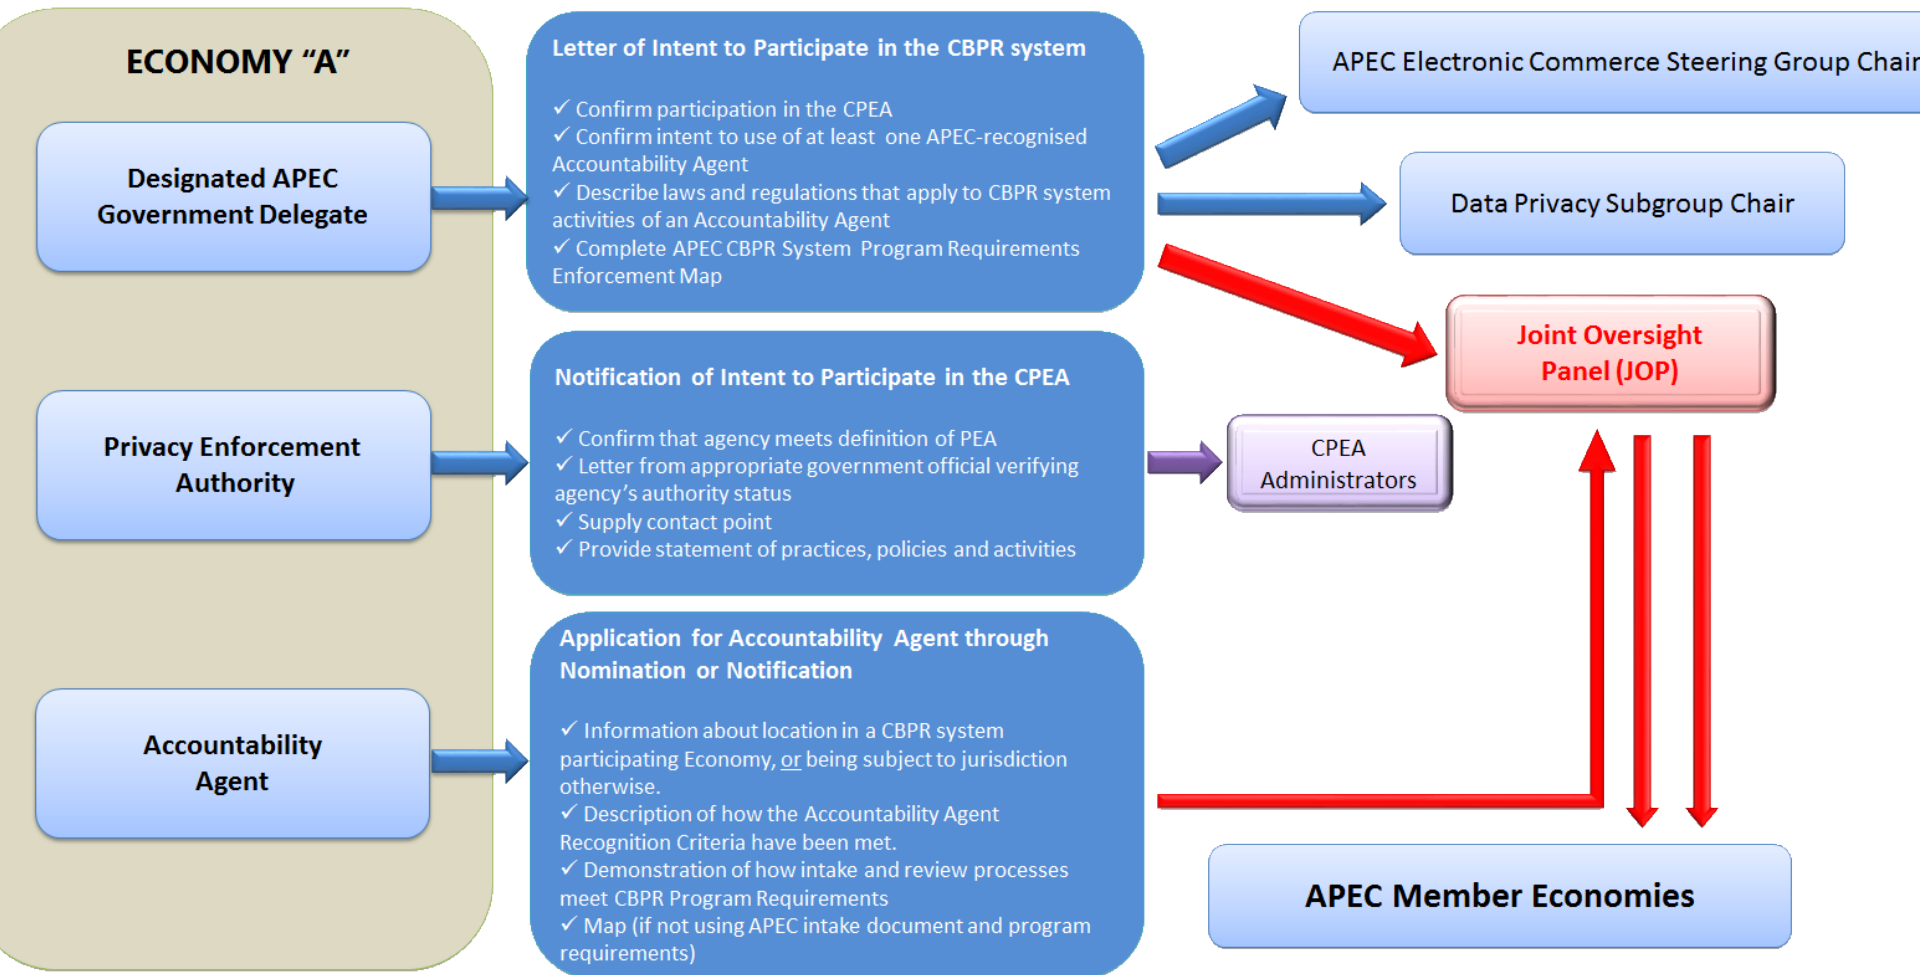 ECONOMY “A”
Designated APEC
Government Delegate
Privacy Enforcement
Authority
Accountability
Agent
Letter of Intent to Participate in the CBPR system
✓ Confirm participation in the CPEA
✓ Confirm intent to use of at least one APEC-recognised
Accountability Agent
✓ Describe laws and regulations that apply to CBPR system
activities of an Accountability Agent
✓ Complete APEC CBPR System Program Requirements
Enforcement Map
Notification of Intent to Participate in the CPEA
✓ Confirm that agency meets definition of PEA
✓ Letter from appropriate government official verifying
agency’s authority status
✓ Supply contact point
✓ Provide statement of practices, policies and activities
Application for Accountability Agent through
Nomination or Notification
✓ Information about location in a CBPR system
participating Economy, or being subject to jurisdiction
otherwise.
✓ Description of how the Accountability Agent
Recognition Criteria have been met.
✓ Demonstration of how intake and review processes
meet CBPR Program Requirements
✓ Map (if not using APEC intake document and program
requirements)
APEC Electronic Commerce Steering Group Chair
Data Privacy Subgroup Chair
Joint Oversight
Panel (JOP)
CPEA
Administrators
APEC Member Economies